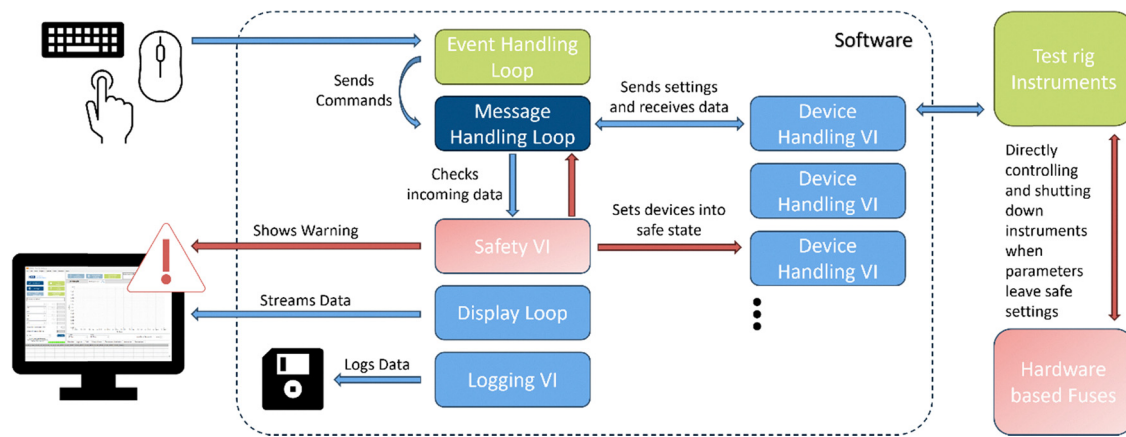 Software
Event Handling
Loop
Sends
Commands
Message
Handling Loop
Sends settings
and receives data
Device
Handling VI
Test rig
Instruments
Checks
incoming data
Device
Handling VI
Directly
controlling
and shutting
down
instruments
when
parameters
leave safe
settings
Shows Warning
Safety VI
Sets devices into
safe state
Device
Handling VI
Streams Data
Display Loop
Logs Data
Logging VI
Hardware
based Fuses